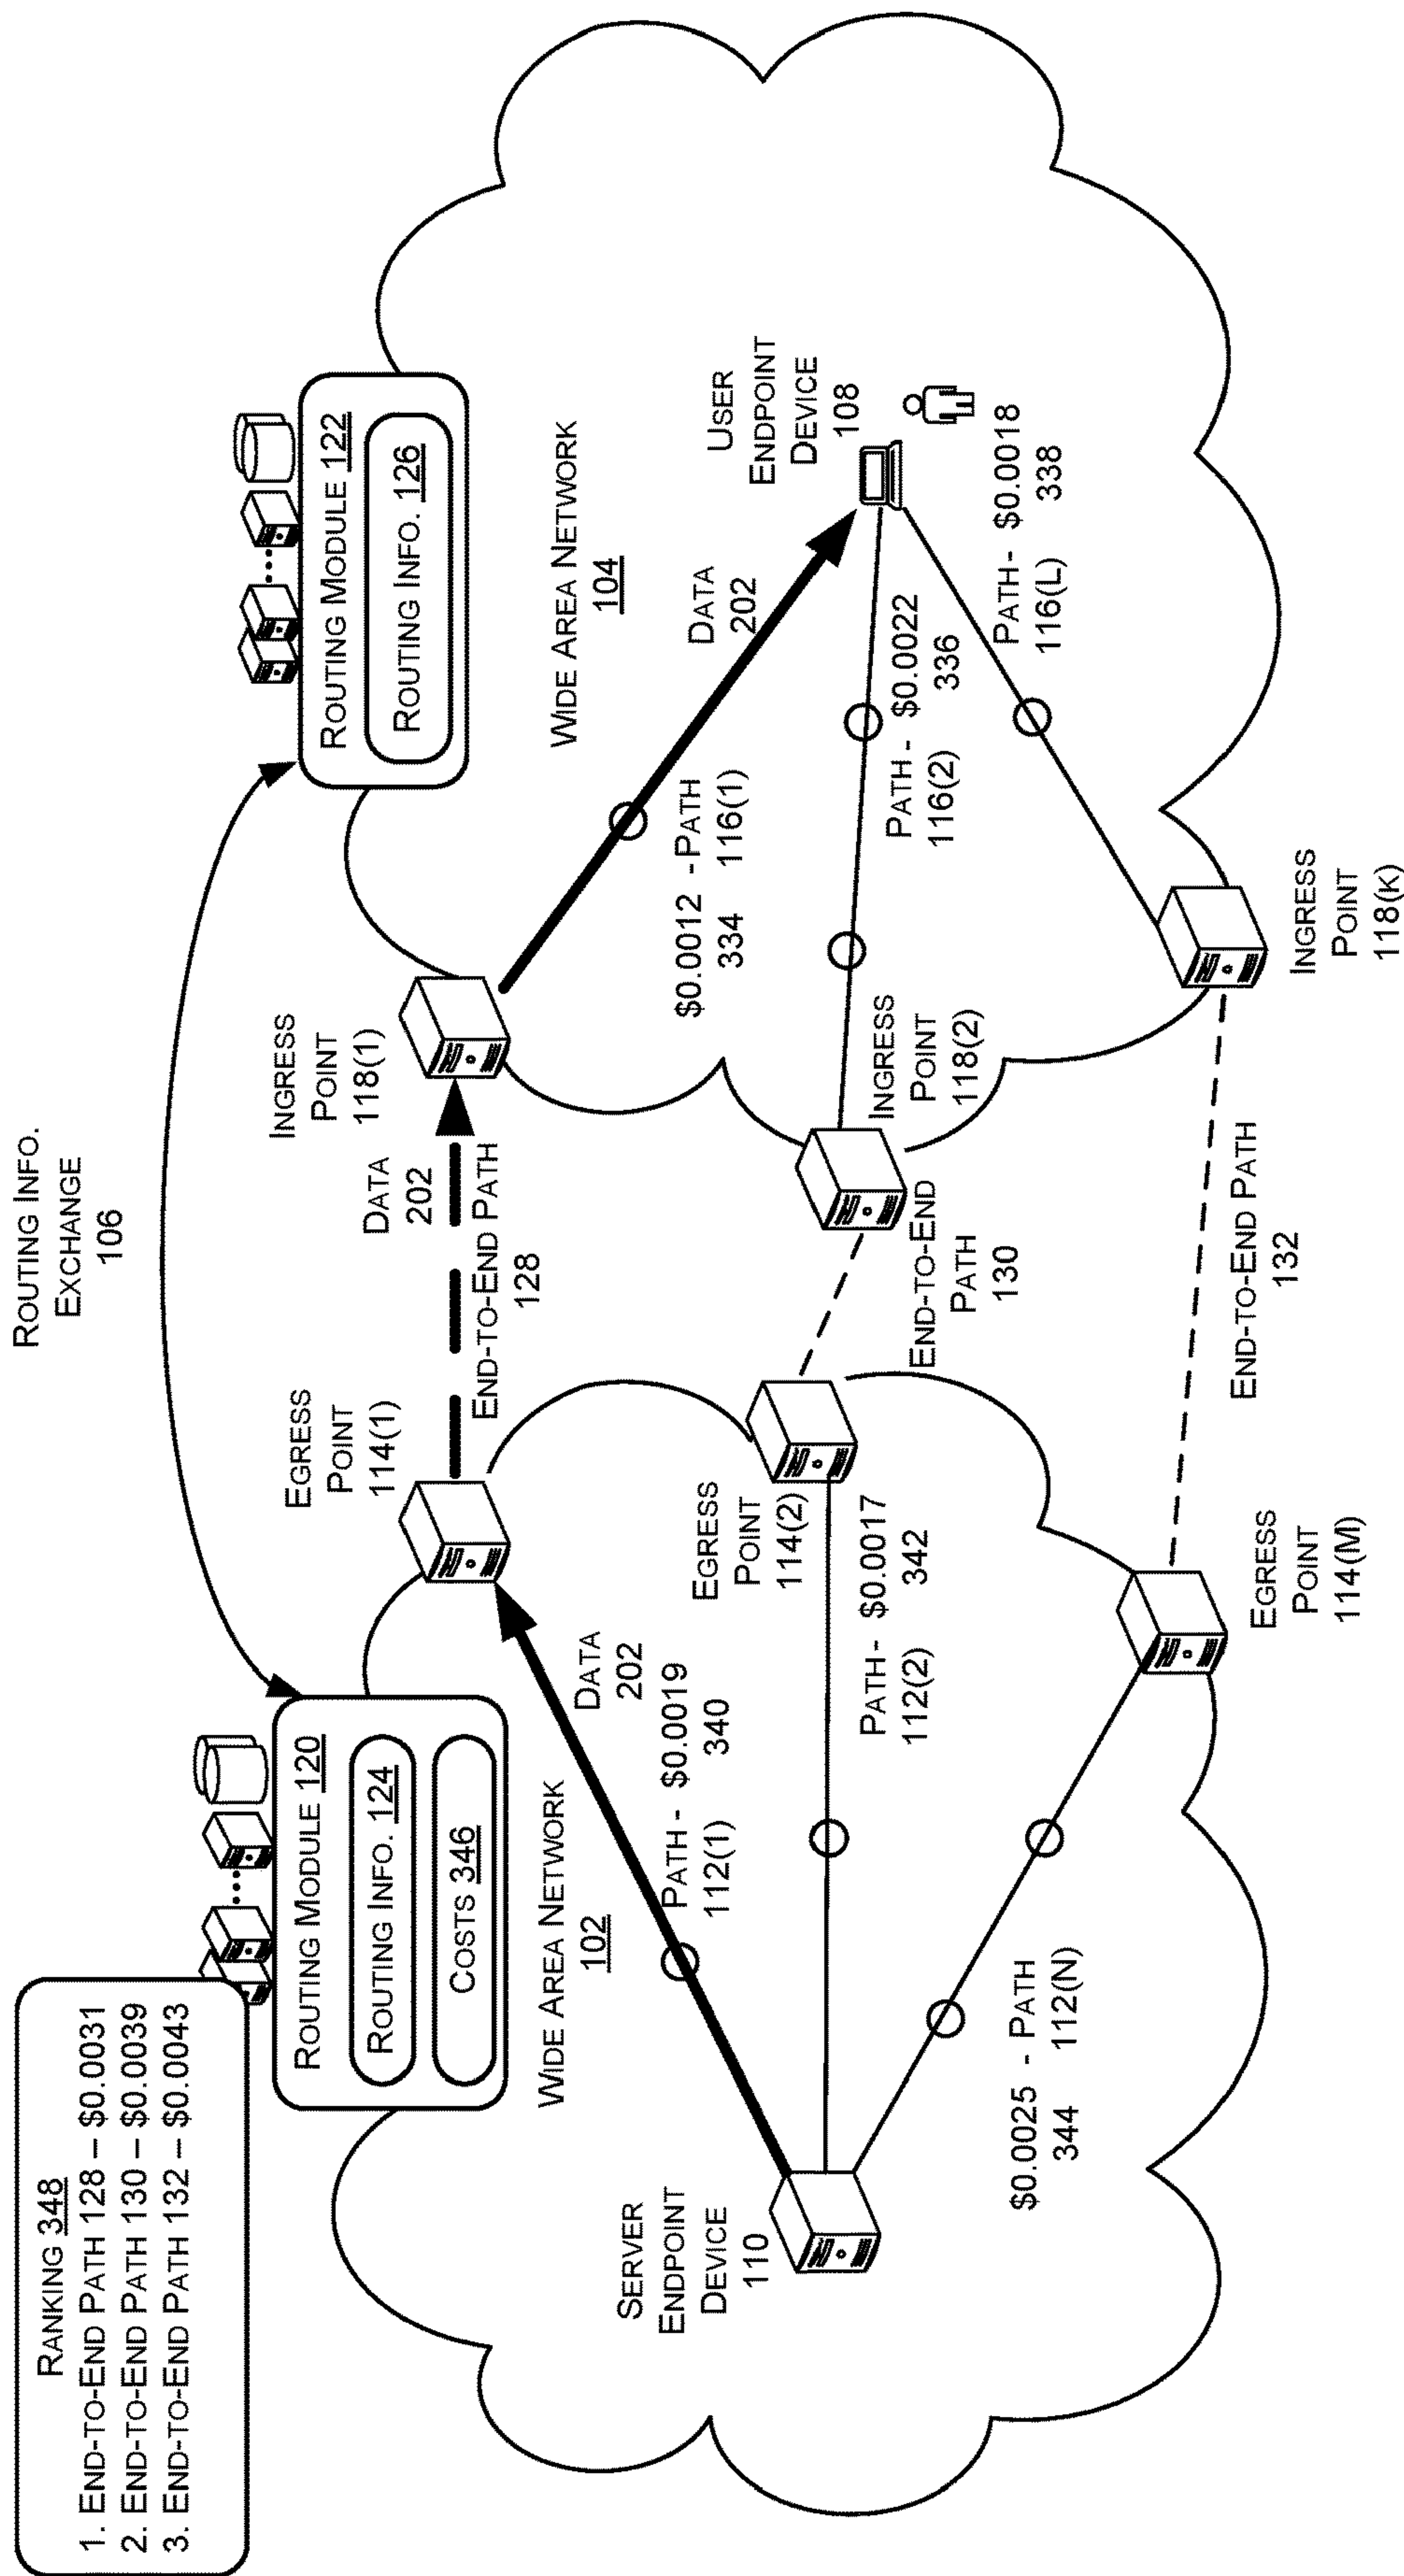 RANKING 348
1. END-TO-END PATH 128 – $0.0031
2. END-TO-END PATH 130 – $0.0039
3. END-TO-END PATH 132 – $0.0043
ROUTING INFO.
EXCHANGE
106
ROUTING MODULE 120
ROUTING INFO. 124
COSTS 346
ROUTING MODULE 122
ROUTING INFO. 126
WIDE AREA NETWORK
102
WIDE AREA NETWORK
104
SERVER
ENDPOINT
DEVICE
110
DATA
202
PATH - $0.0019
112(1) 340
EGRESS
POINT
114(1)
DATA
202
END-TO-END PATH
128
INGRESS
POINT
118(1)
$0.0012 - PATH
334 116(1)
DATA
202
USER
ENDPOINT
DEVICE
108
EGRESS
POINT
114(2)
PATH - $0.0017
112(2) 342
END-TO-END
PATH
130
INGRESS
POINT
118(2)
PATH - $0.0022
116(2) 336
$0.0025 - PATH
344 112(N)
EGRESS
POINT
114(M)
END-TO-END PATH
132
INGRESS
POINT
118(K)
PATH - $0.0018
116(L) 338